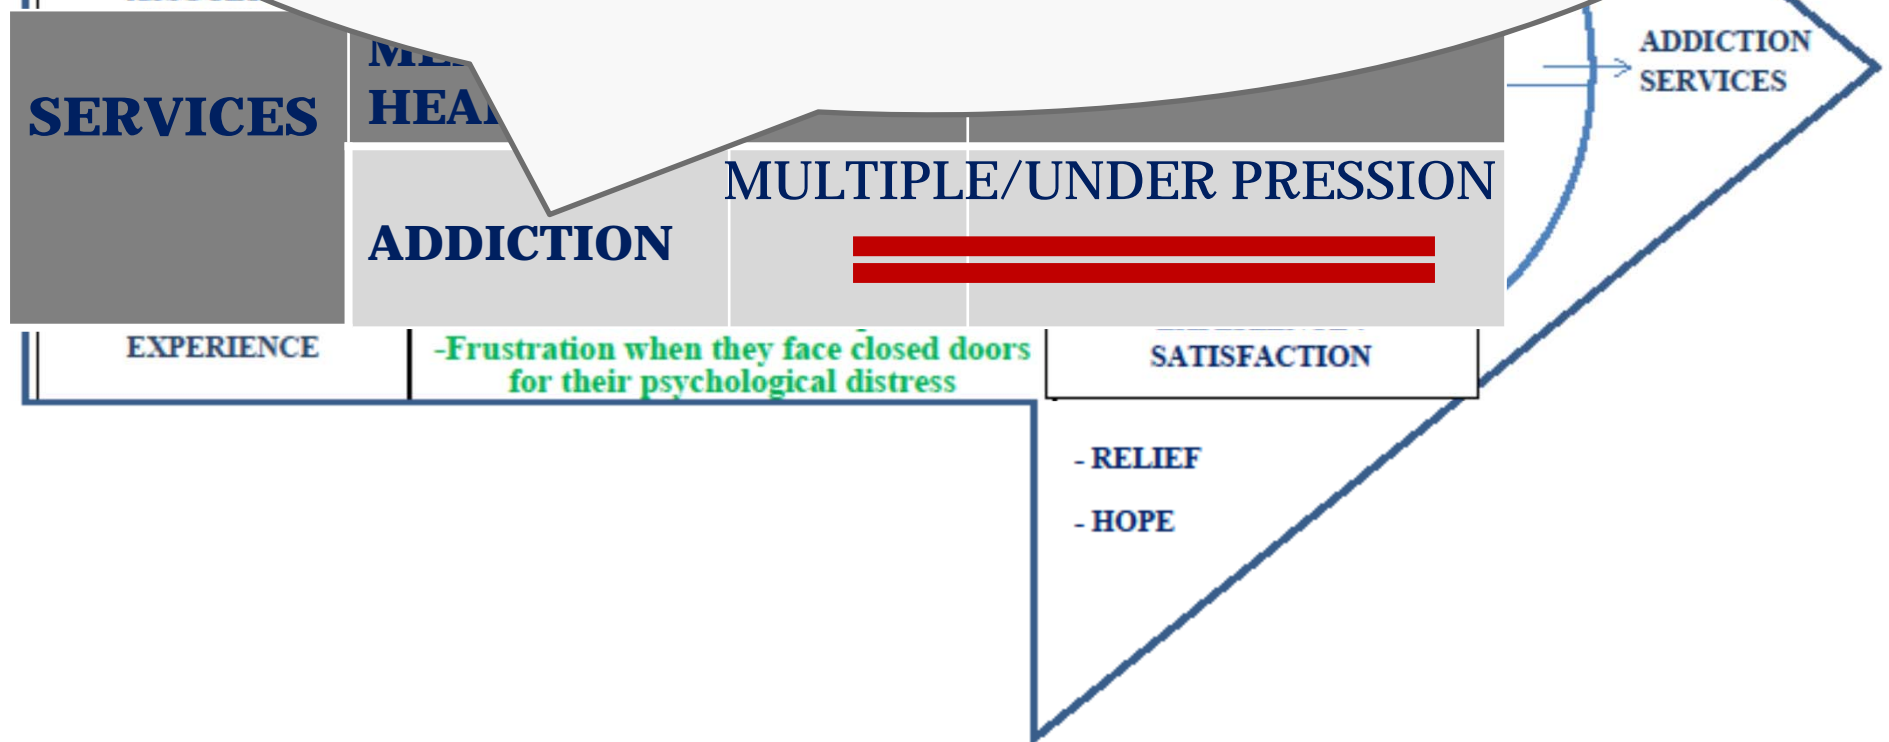 ADDICTION
SERVICES
SERVICES
MULTIPLE/UNDER PRESSION
ADDICTION
EXPERIENCE
-Frustration when they face closed doors
for their psychological distress
SATISFACTION
- RELIEF
- HOPE